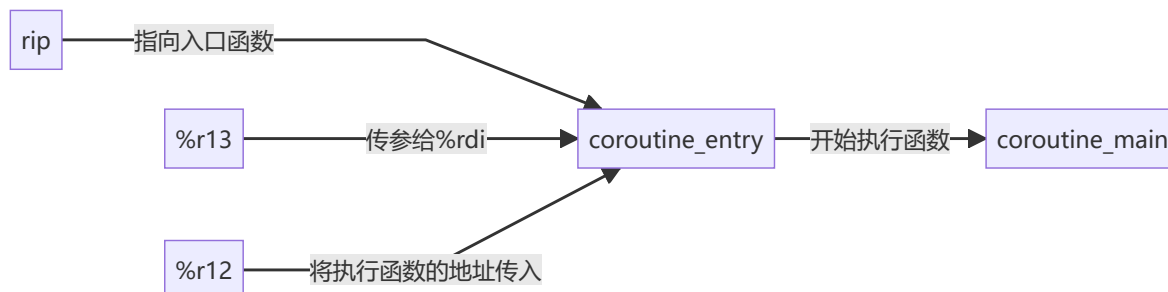 rip
指向入口函数
%r13
传参给%rdi
coroutine_entry
开始执行函数
coroutine_main
%r12
将执行函数的地址传入